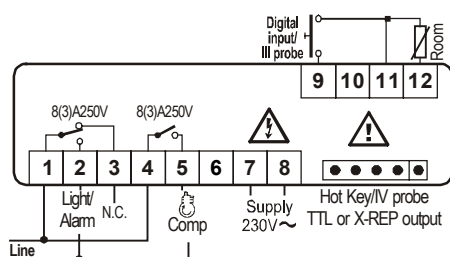 Digital
input/
III probe
Room
9 10 11 12
8(3)A250V 8(3)A250V
1 2 3 4 5 6 7 8
Light/
Alarm
N.C.
Comp
Supply
230V~
Hot Key/IV probe
TTL or X-REP output
Line